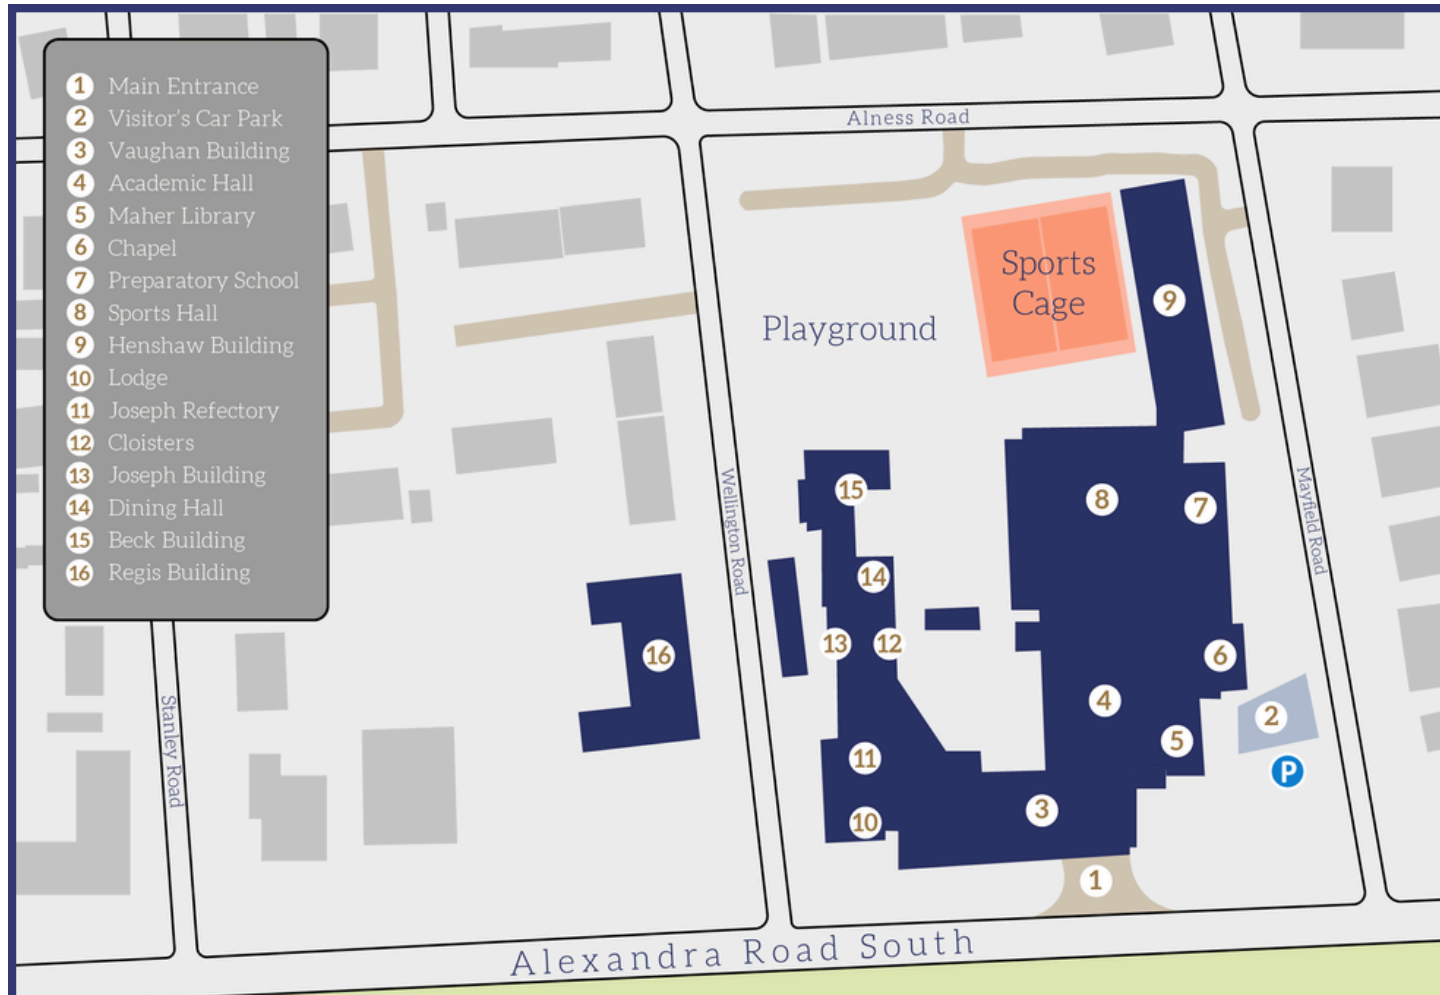 1 Main Entrance
2 Visitor's Car Park
3 Vaughan Building
4 Academic Hall
5 Maher Library
6 Chapel
7 Preparatory School
8 Sports Hall
9 Henshaw Building
10 Lodge
11 Joseph Refectory
12 Cloisters
13 Joseph Building
14 Dining Hall
15 Beck Building
16 Regis Building
Alness Road
Sports
Cage
9
Playground
15
8
7
Wellington Road
Mayfield Road
14
13
12
16
6
4
2
5
Stanley Road
11
P
3
10
1
Alexandra Road South